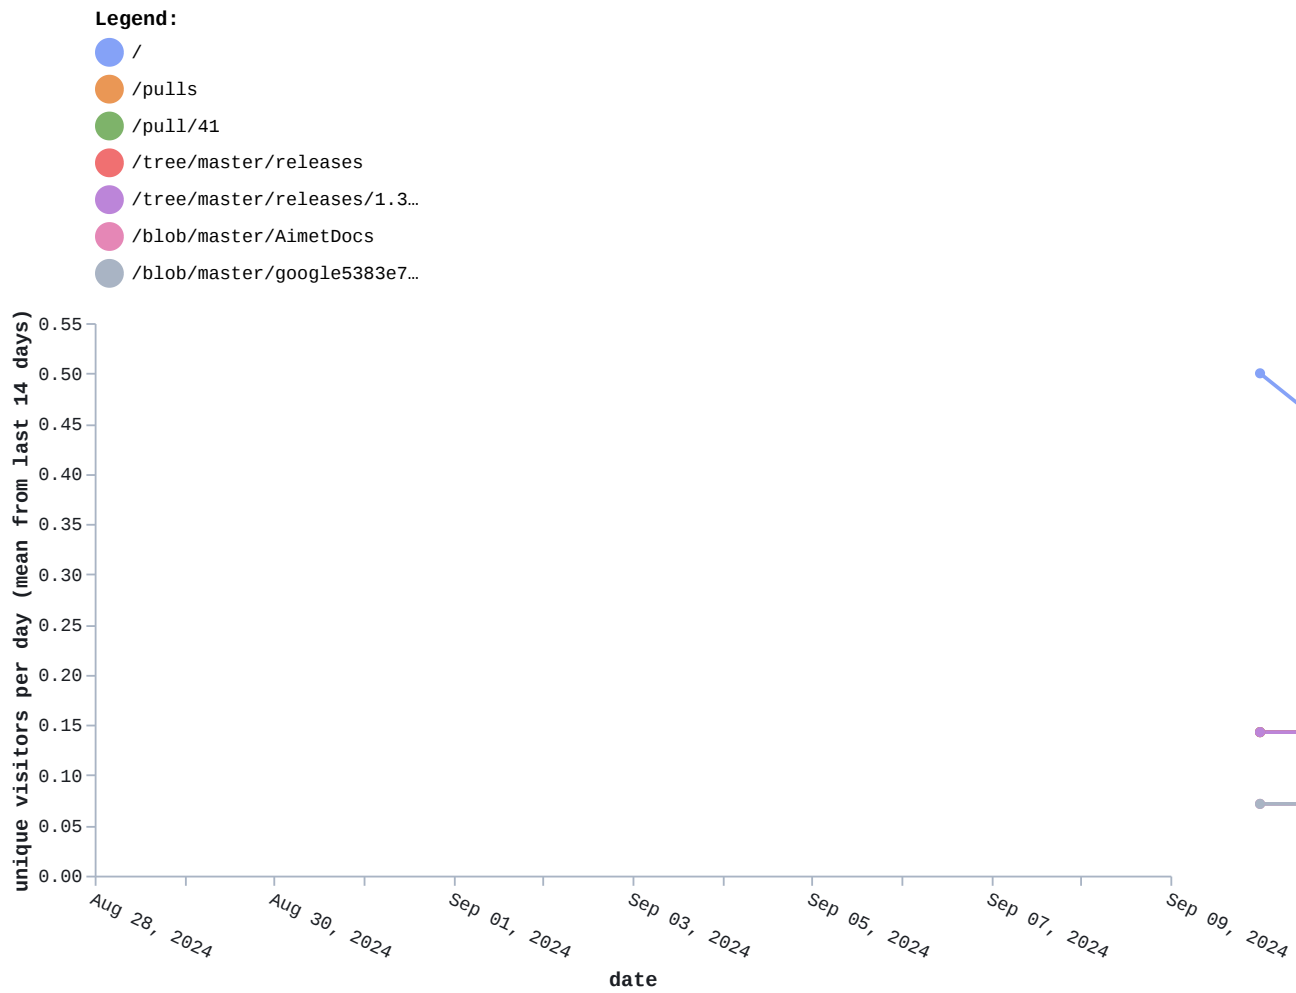 Legend:
/
/pulls
/pull/41
/tree/master/releases
/tree/master/releases/1.3…
/blob/master/AimetDocs
/blob/master/google5383e7…
unique visitors per day (mean from last 14 days)
0.55
0.50
0.45
0.40
0.35
0.30
0.25
0.20
0.15
0.10
0.05
0.00
Aug 28, 2024
Aug 30, 2024
Sep 01, 2024
Sep 03, 2024
Sep 05, 2024
Sep 07, 2024
Sep 09, 2024
date